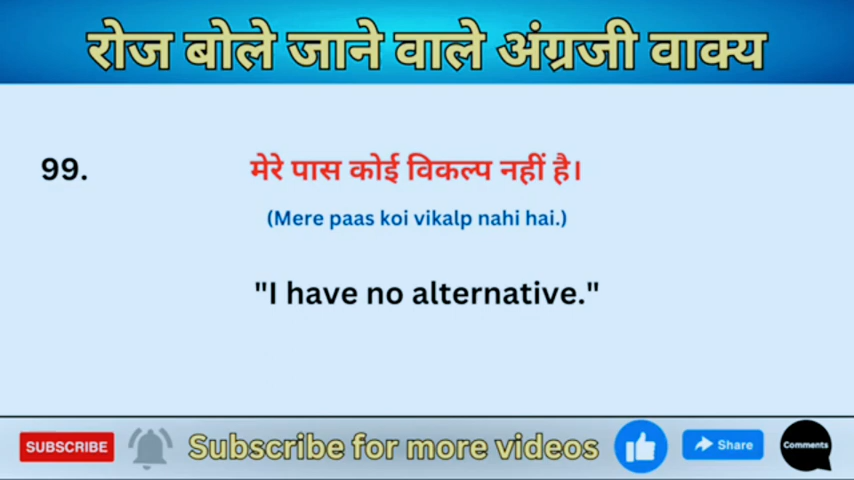 रोज बोले जाने वाले अंग्रजी वाक्य
99.
मेरे पास कोई विकल्प नहीं है।
(Mere paas koi vikalp nahi hai.)
"I have no alternative."
SUBSCRIBE
Subscribe for more videos
Share
Comments